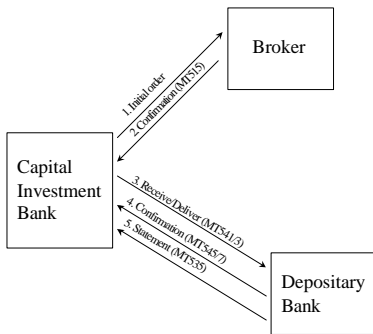 Broker
1. Initial order
2. Confirmation (MT515)
Capital
Investment
Bank
3. Receive/Deliver (MT541/3)
4. Confirmation (MT545/7)
5. Statement (MT535)
Depositary
Bank